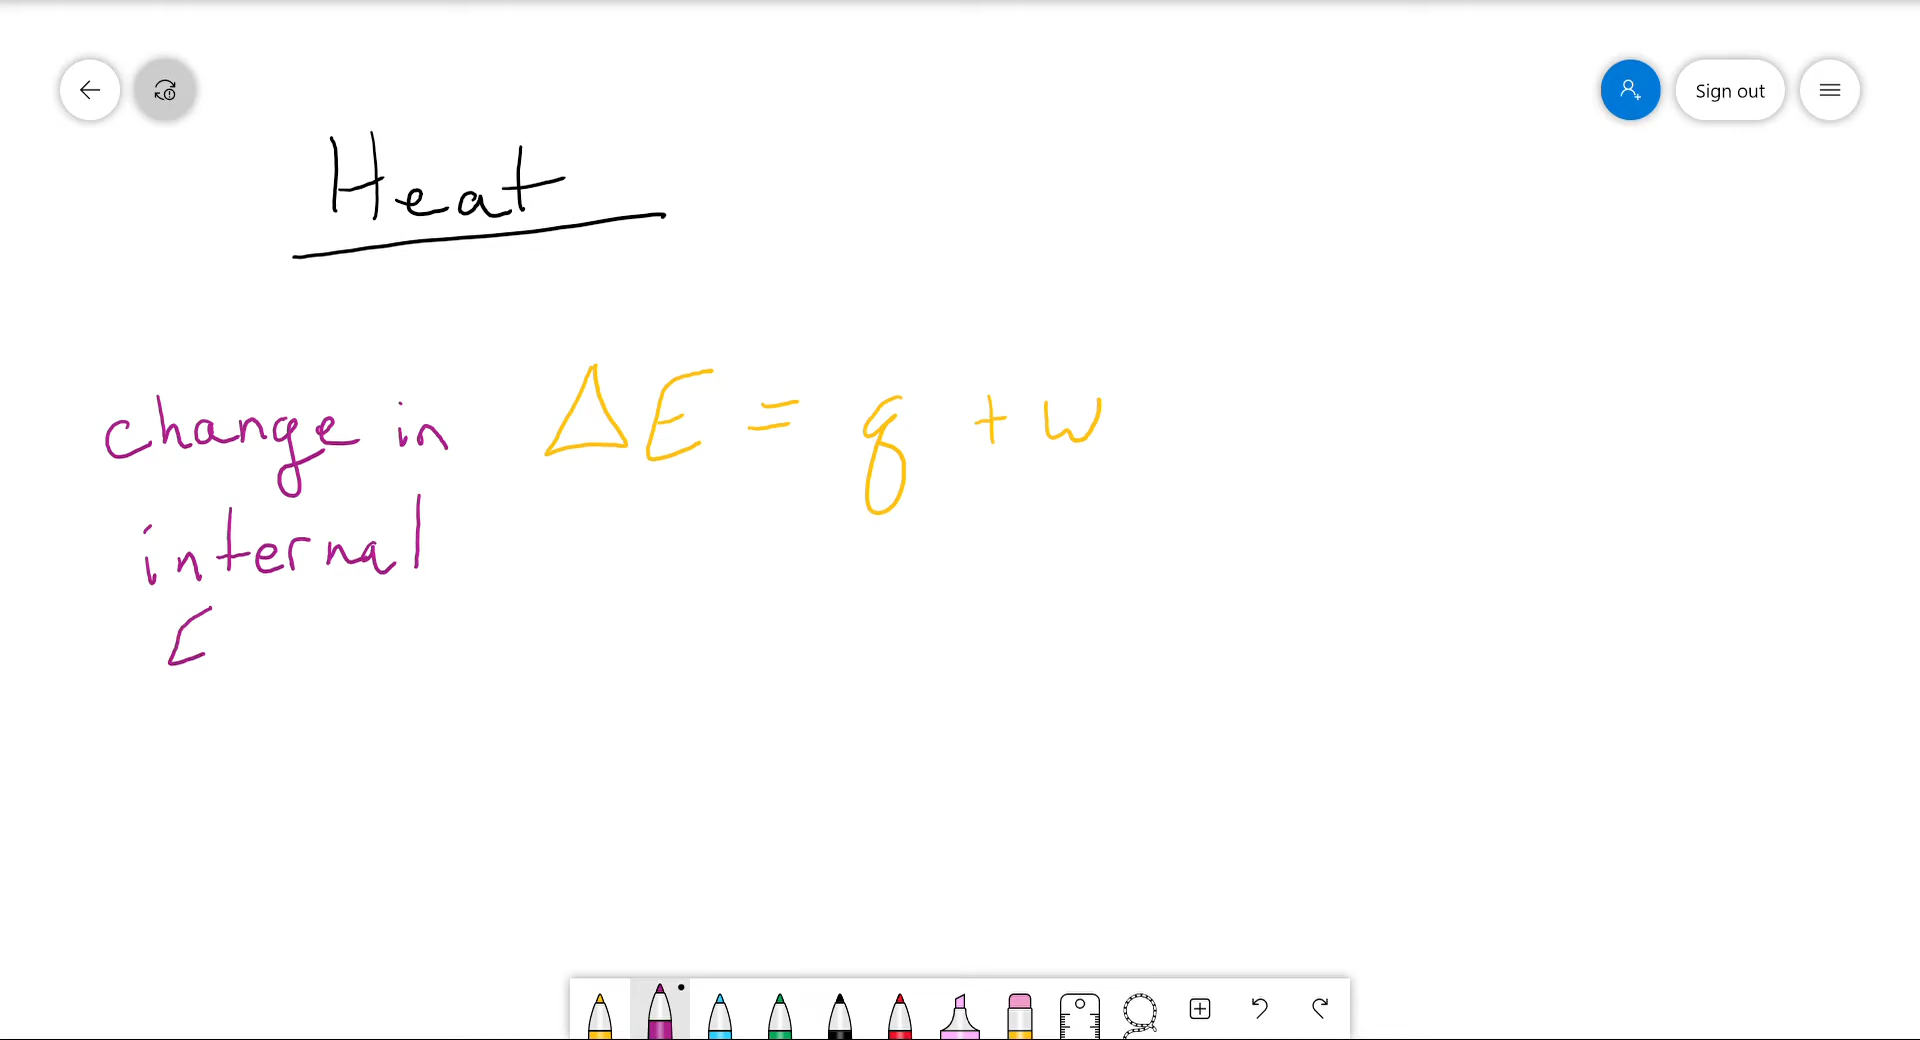 Sign out
Heat
change in ΔE = q + w
internal
E